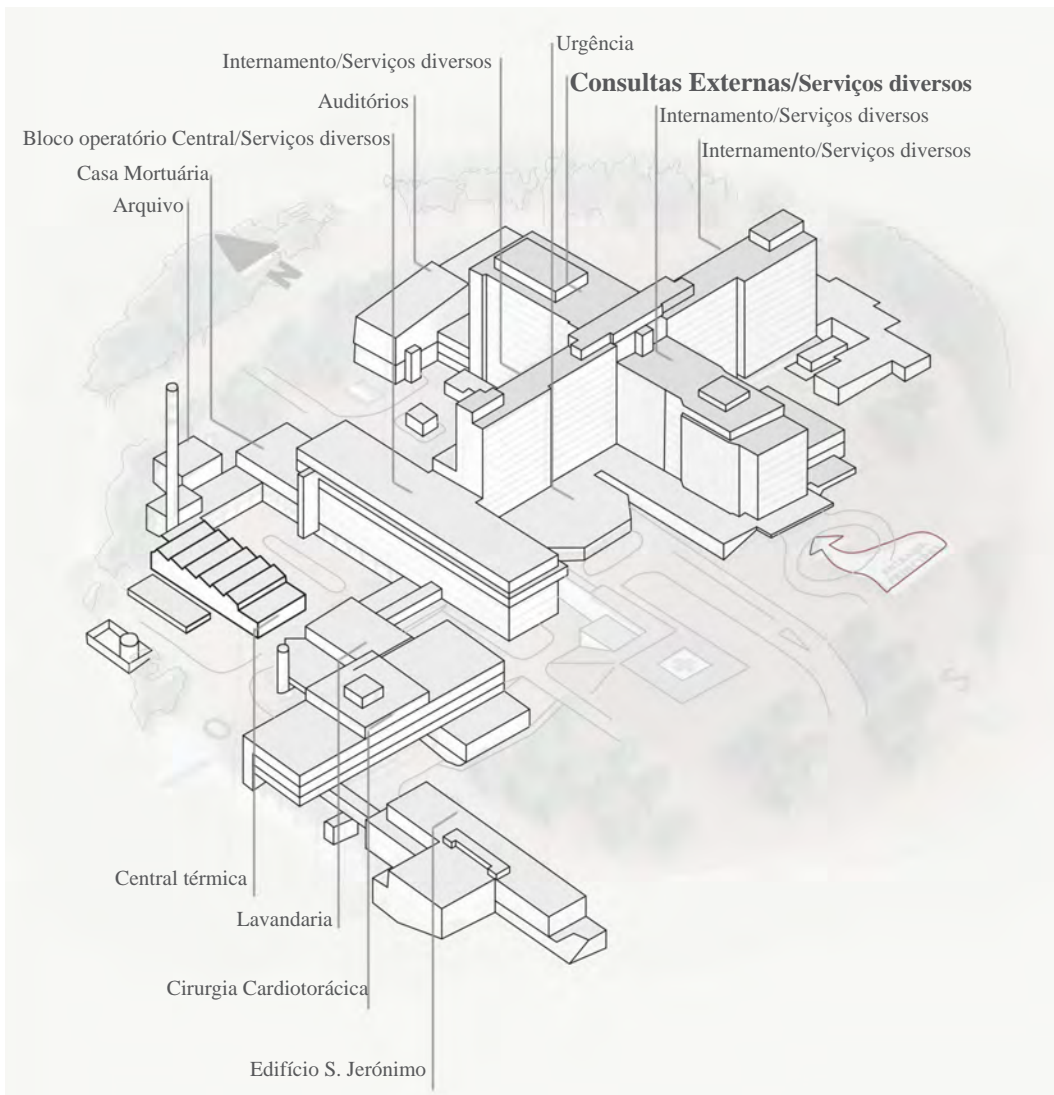 Urgência
Internamento/Serviços diversos
Consultas Externas/Serviços diversos
Auditórios
Internamento/Serviços diversos
Bloco operatório Central/Serviços diversos
Internamento/Serviços diversos
Casa Mortuária
Arquivo
N
S
O
Central térmica
Lavandaria
Cirurgia Cardiotorácica
Edifício S. Jerónimo